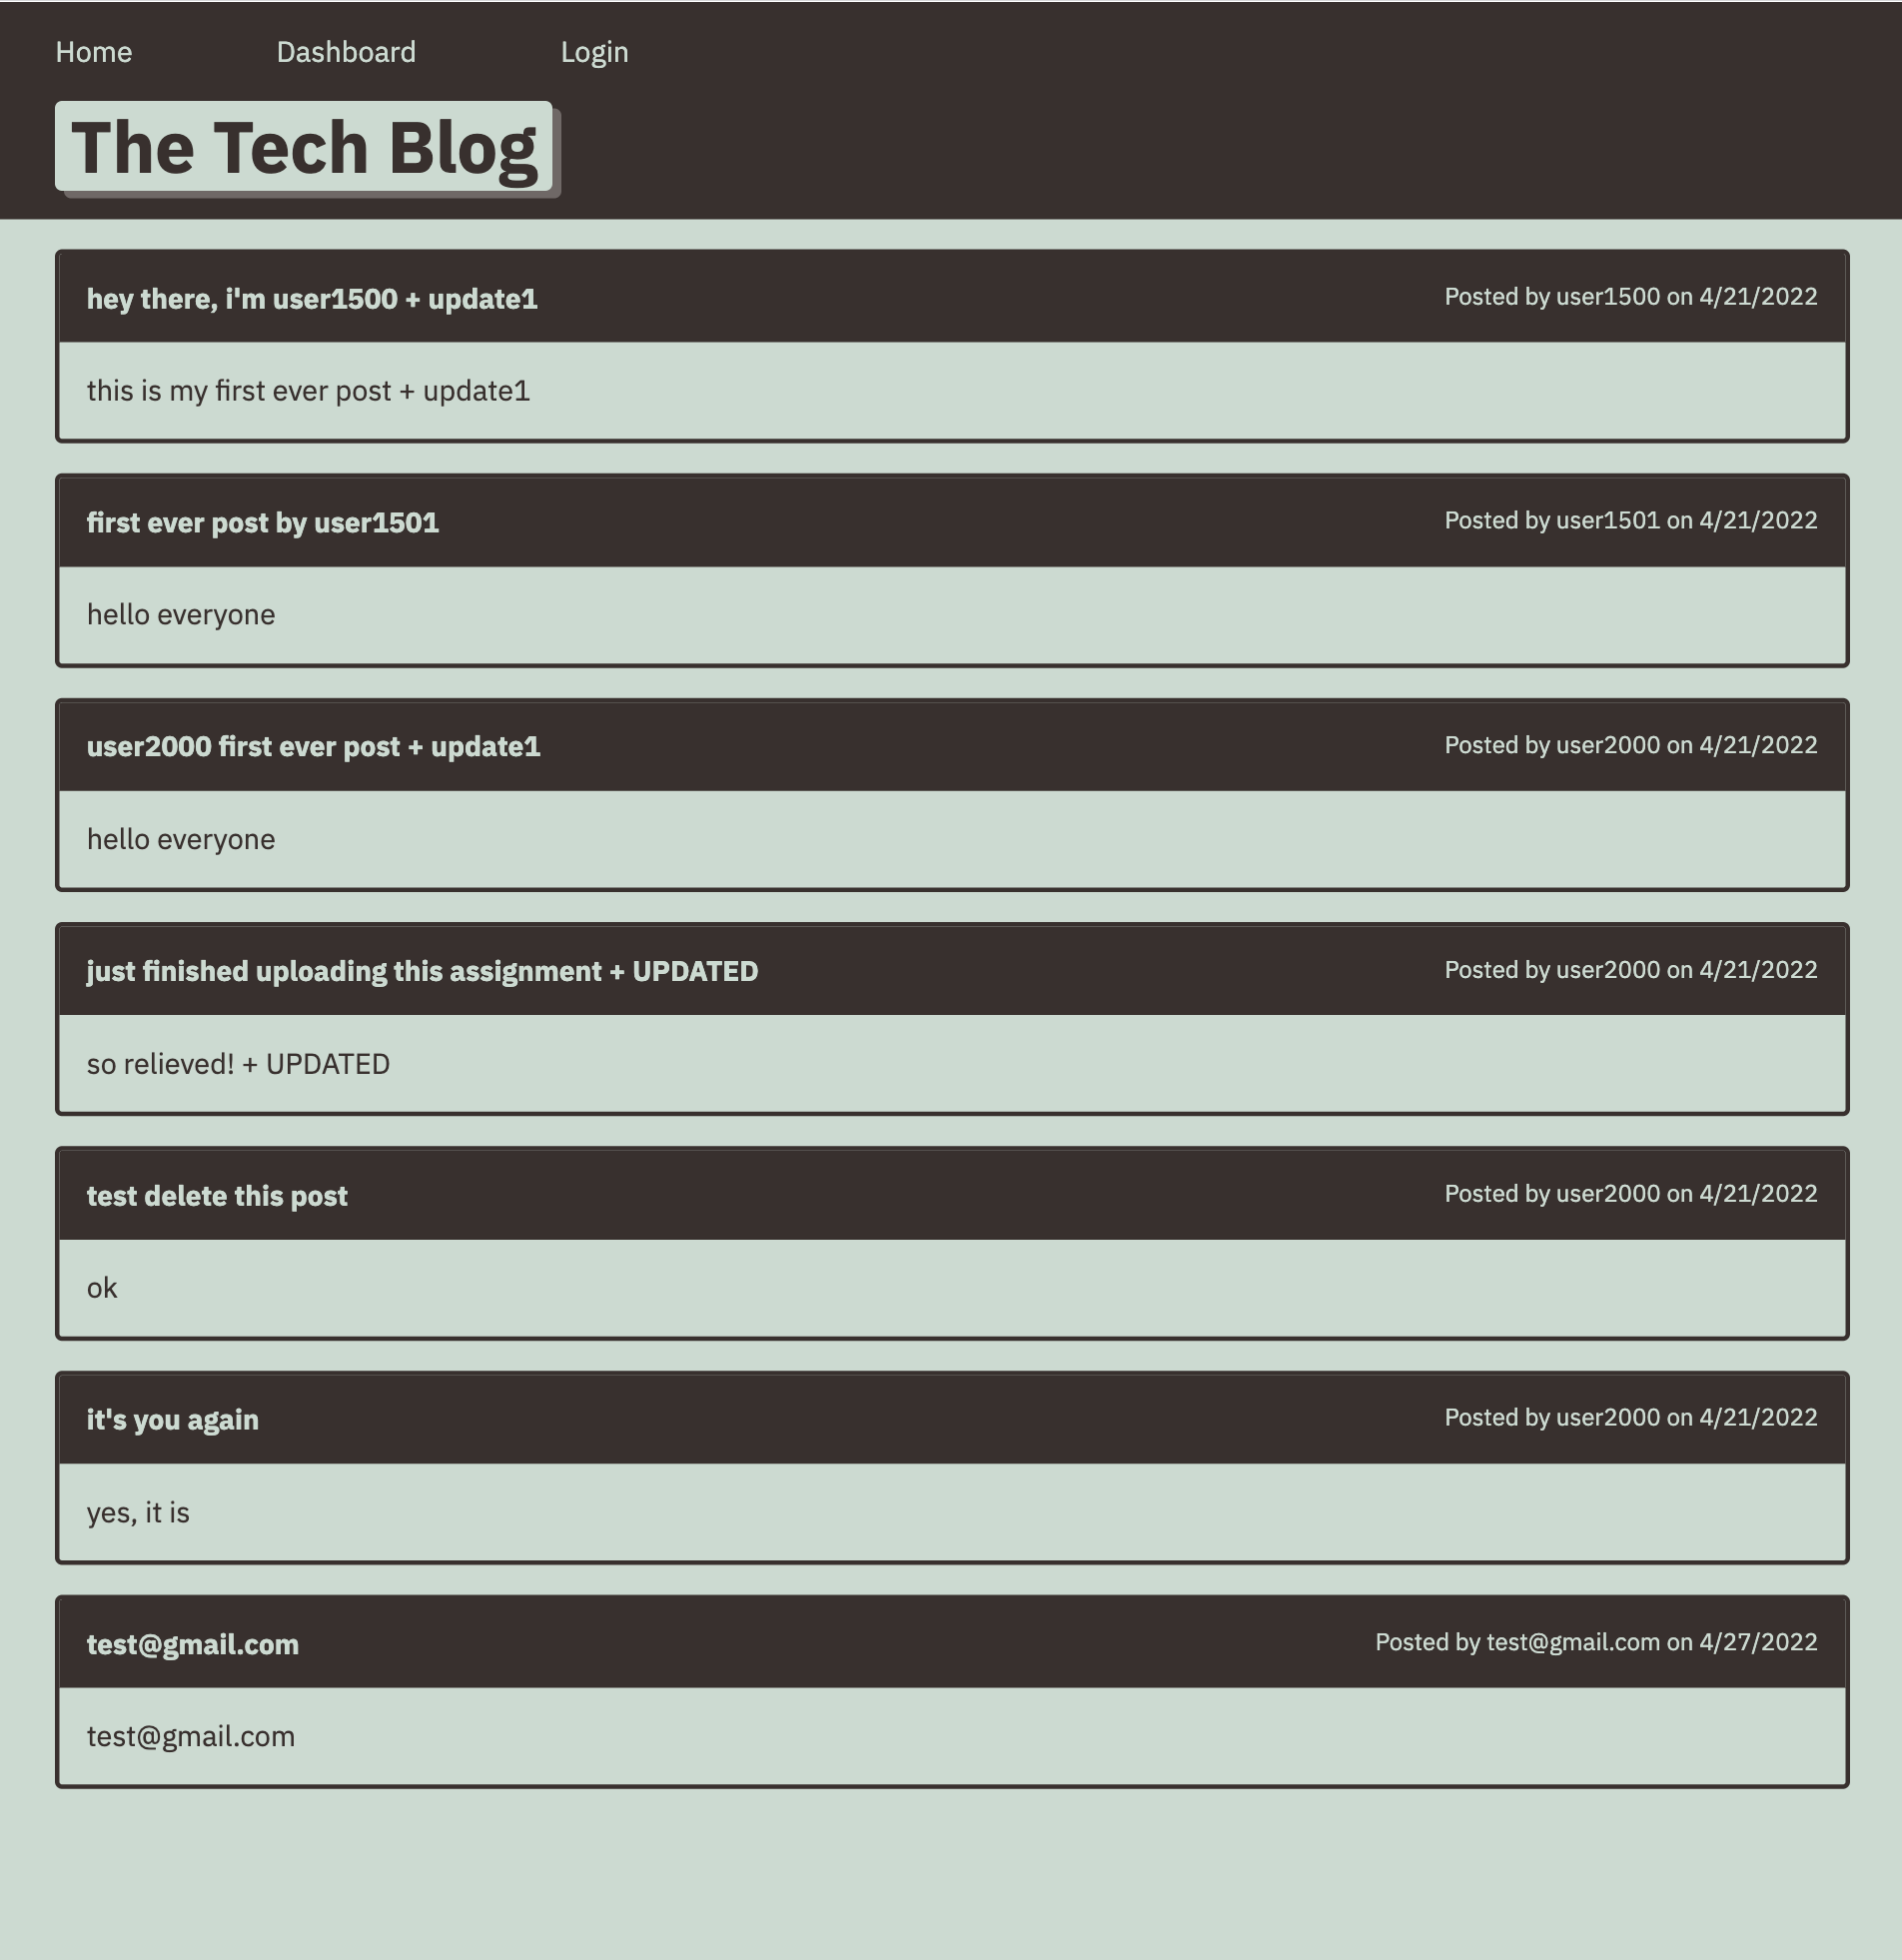 Home Dashboard Login
The Tech Blog
hey there, i'm user1500 + update1 Posted by user1500 on 4/21/2022
this is my first ever post + update1
first ever post by user1501 Posted by user1501 on 4/21/2022
hello everyone
user2000 first ever post + update1 Posted by user2000 on 4/21/2022
hello everyone
just finished uploading this assignment + UPDATED Posted by user2000 on 4/21/2022
so relieved! + UPDATED
test delete this post Posted by user2000 on 4/21/2022
ok
it's you again Posted by user2000 on 4/21/2022
yes, it is
test@gmail.com Posted by test@gmail.com on 4/27/2022
test@gmail.com